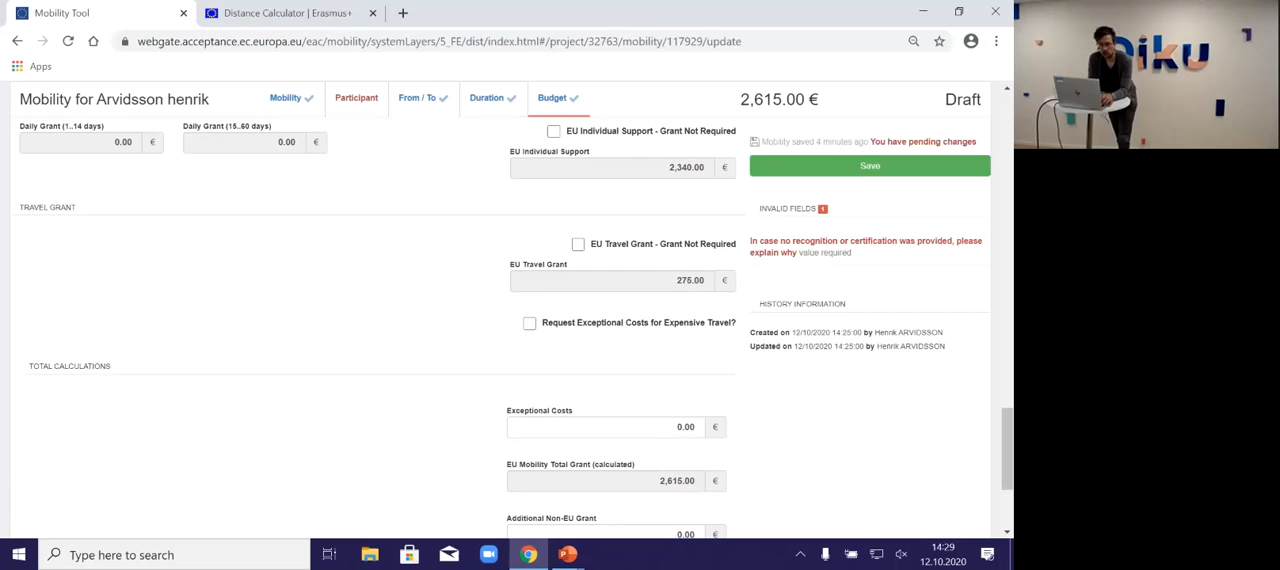 Mobility Tool
Distance Calculator | Erasmus+
webgate.acceptance.ec.europa.eu/eac/mobility/systemLayers/5_FE/dist/index.html#/project/32763/mobility/117929/update
Apps
Mobility for Arvidsson henrik
Mobility
Participant
From / To
Duration
Budget
2,615.00 €
Draft
Daily Grant (1..14 days)
Daily Grant (15..60 days)
0.00 €
0.00 €
EU Individual Support - Grant Not Required
EU Individual Support
2,340.00 €
Mobility saved 4 minutes ago You have pending changes
Save
TRAVEL GRANT
INVALID FIELDS 1
In case no recognition or certification was provided, please
explain why value required
EU Travel Grant - Grant Not Required
EU Travel Grant
275.00 €
Request Exceptional Costs for Expensive Travel?
HISTORY INFORMATION
Created on 12/10/2020 14:25:00 by Henrik ARVIDSSON
Updated on 12/10/2020 14:25:00 by Henrik ARVIDSSON
TOTAL CALCULATIONS
Exceptional Costs
0.00 €
EU Mobility Total Grant (calculated)
2,615.00 €
Additional Non-EU Grant
0.00 €
Type here to search
14:29
12.10.2020
iku